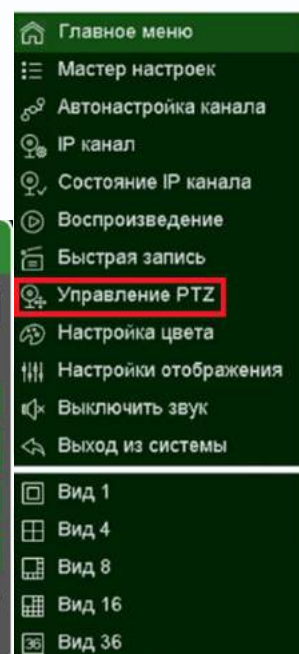 Главное меню
Мастер настроек
Автонастройка канала
IP канал
Состояние IP канала
Воспроизведение
Быстрая запись
Управление PTZ
Настройка цвета
Настройки отображения
Выключить звук
Выход из системы
Вид 1
Вид 4
Вид 8
Вид 16
36 Вид 36